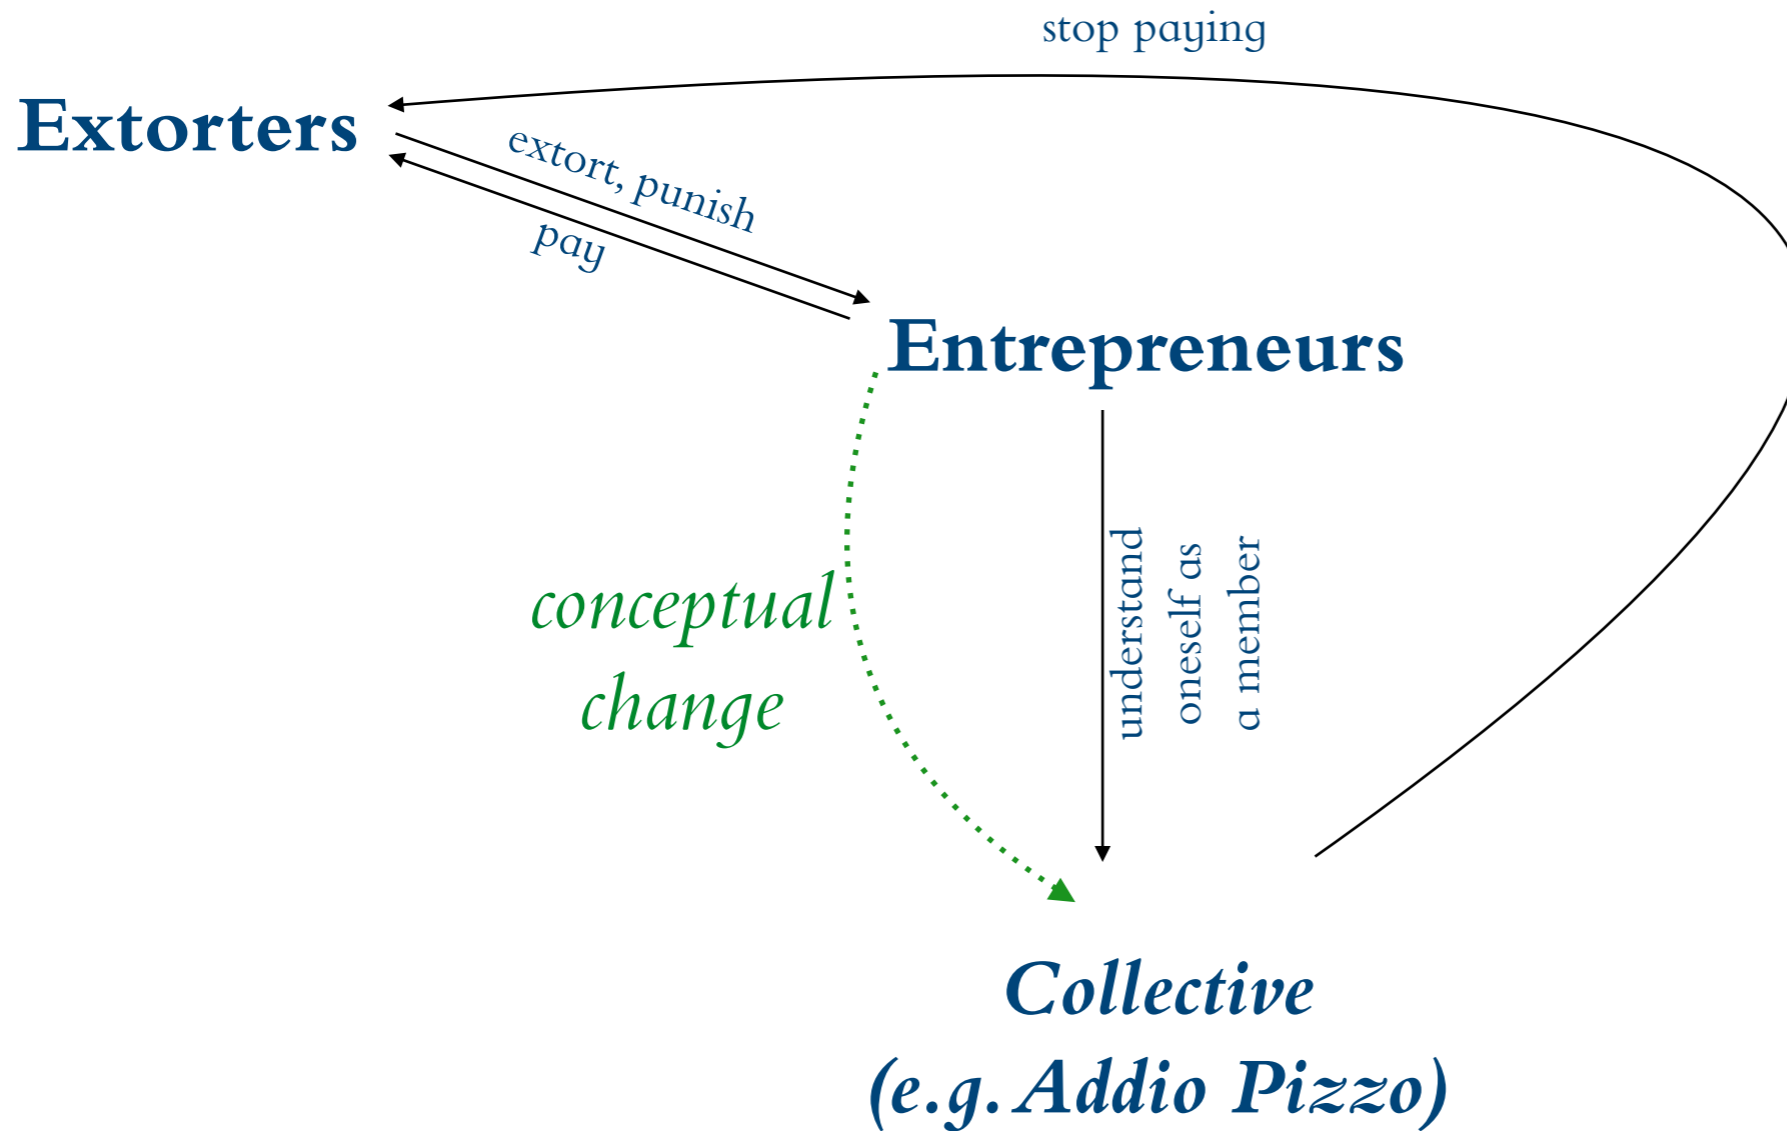 stop paying
Extorters
extort, punish
pay
Entrepreneurs
understand
oneself as
a member
conceptual
change
Collective
(e.g. Addio Pizzo)